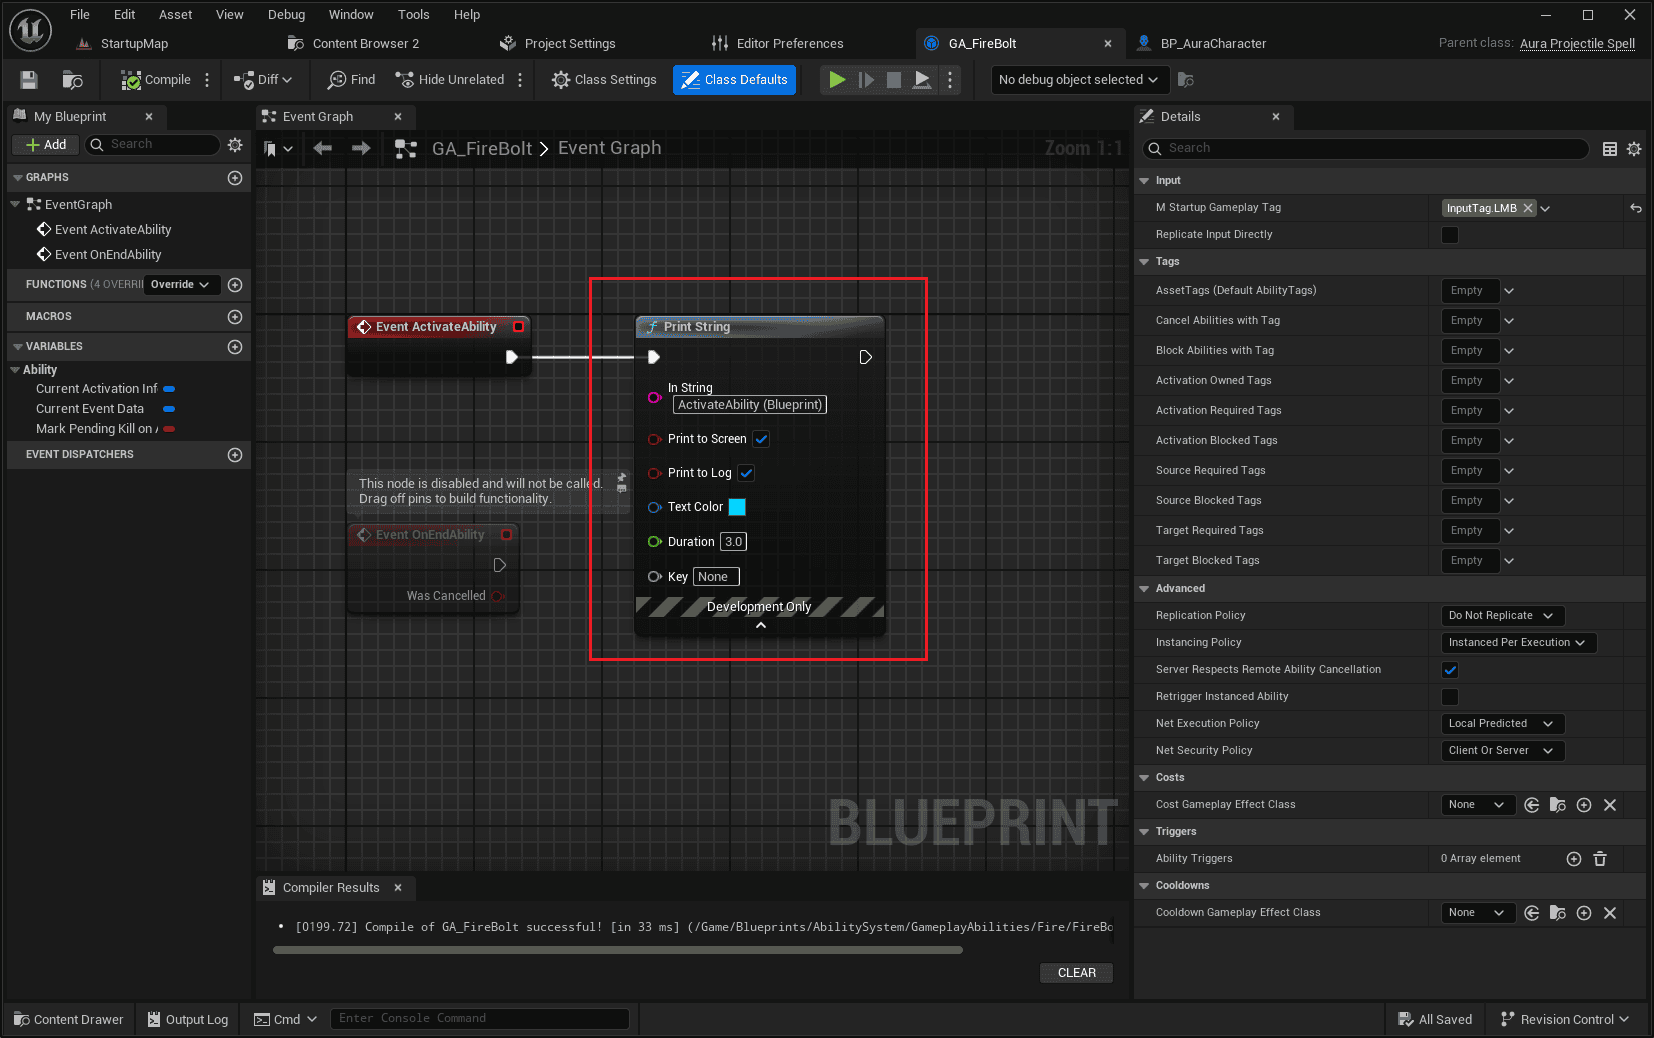 File Edit Asset View Debug Window Tools Help
StartupMap Content Browser 2 Project Settings Editor Preferences GA_FireBolt BP_AuraCharacter Parent class: Aura Projectile Spell
Compile Diff Find Hide Unrelated Class Settings Class Defaults No debug object selected
My Blueprint
Add Search
GRAPHS
EventGraph
Event ActivateAbility
Event OnEndAbility
FUNCTIONS (4 OVERRI Override
MACROS
VARIABLES
Ability
Current Activation Inf
Current Event Data
Mark Pending Kill on
EVENT DISPATCHERS
Event Graph
GA_FireBolt > Event Graph Zoom 1:1
Event ActivateAbility
Print String
In String
ActivateAbility (Blueprint)
Print to Screen
Print to Log
Text Color
Duration 3.0
Key None
Development Only
This node is disabled and will not be called.
Drag off pins to build functionality.
Event OnEndAbility
Was Cancelled
BLUEPRINT
Compiler Results
[0199.72] Compile of GA_FireBolt successful! [in 33 ms] (/Game/Blueprints/AbilitySystem/GameplayAbilities/Fire/FireBo
CLEAR
Details
Search
Input
M Startup Gameplay Tag InputTag.LMB
Replicate Input Directly
Tags
AssetTags (Default AbilityTags) Empty
Cancel Abilities with Tag Empty
Block Abilities with Tag Empty
Activation Owned Tags Empty
Activation Required Tags Empty
Activation Blocked Tags Empty
Source Required Tags Empty
Source Blocked Tags Empty
Target Required Tags Empty
Target Blocked Tags Empty
Advanced
Replication Policy Do Not Replicate
Instancing Policy Instanced Per Execution
Server Respects Remote Ability Cancellation
Retrigger Instanced Ability
Net Execution Policy Local Predicted
Net Security Policy Client Or Server
Costs
Cost Gameplay Effect Class None
Triggers
Ability Triggers 0 Array element
Cooldowns
Cooldown Gameplay Effect Class None
Content Drawer Output Log Cmd Enter Console Command All Saved Revision Control